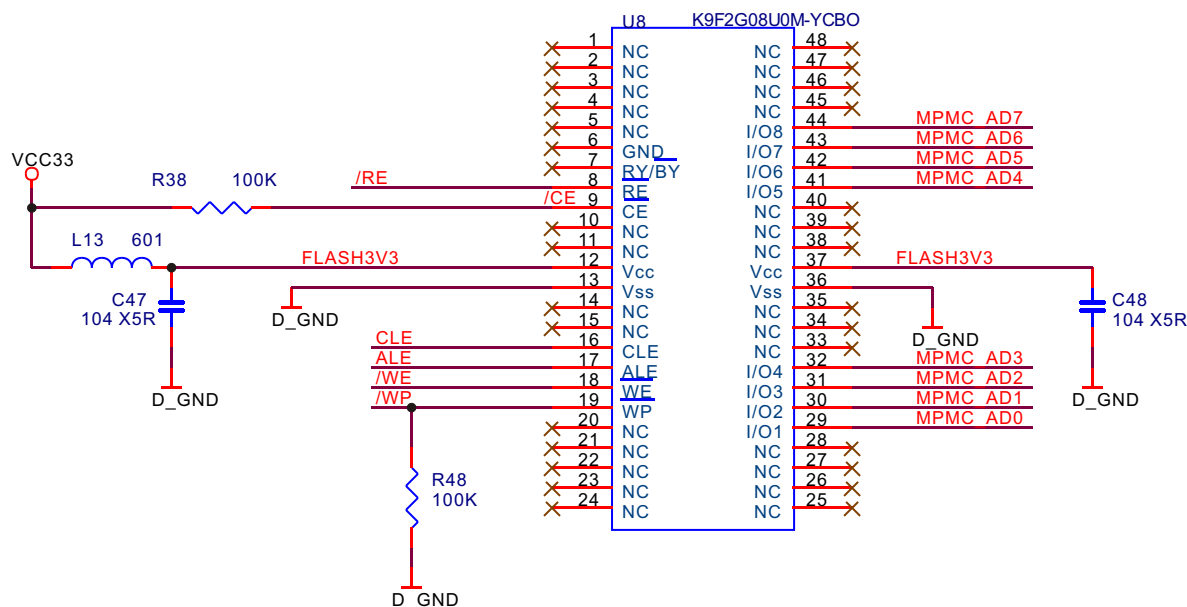 U8 K9F2G08U0M-YCBO
1 NC NC 48
2 NC NC 47
3 NC NC 46
4 NC NC 45
5 NC I/O8 44 MPMC_AD7
6 GND I/O7 43 MPMC_AD6
7 RY/BY I/O6 42 MPMC_AD5
/RE 8 RE I/O5 41 MPMC_AD4
VCC33
R38 100K /CE 9 CE NC 40
10 NC NC 39
11 NC NC 38
L13 601 FLASH3V3 12 Vcc Vcc 37 FLASH3V3
13 Vss Vss 36
C47
104 X5R
D_GND
14 NC NC 35
15 NC NC 34
C48
104 X5R
D_GND
NC 33
CLE 16 CLE I/O4 32 MPMC_AD3
ALE 17 ALE I/O3 31 MPMC_AD2
/WE 18 WE I/O2 30 MPMC_AD1
/WP 19 WP I/O1 29 MPMC_AD0
D_GND
D_GND
20 NC NC 28
21 NC NC 27
22 NC NC 26
23 NC NC 25
24 NC
R48
100K
D_GND